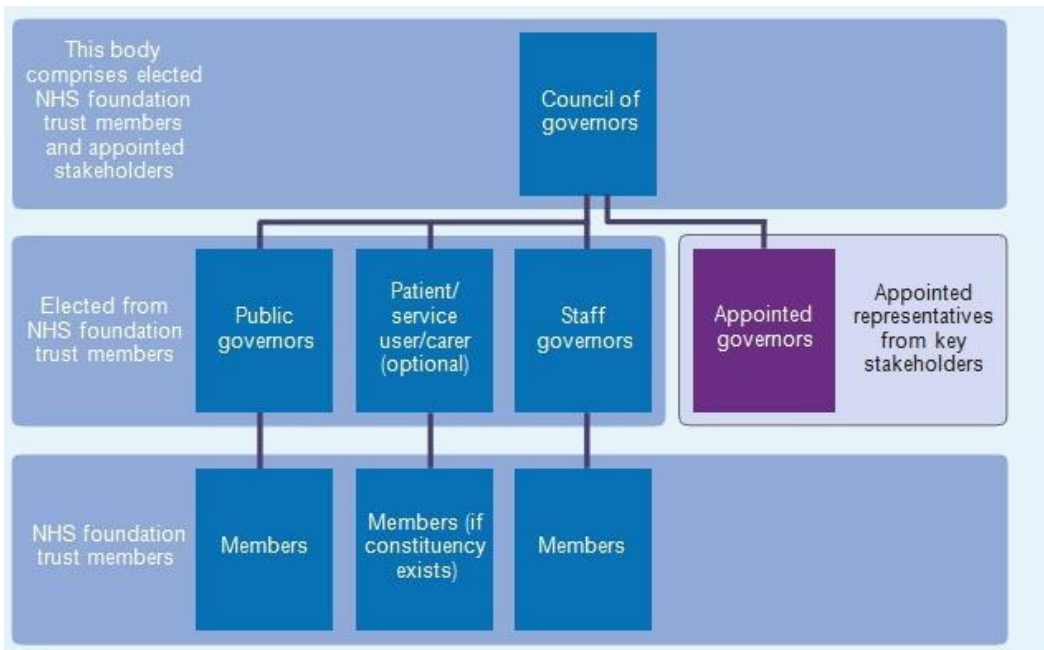 This body
comprises elected
NHS foundation
trust members
and appointed
stakeholders
Council of
governors
Elected from
NHS foundation
trust members
Public
governors
Patient/
service
user/carer
(optional)
Staff
governors
Appointed
governors
Appointed
representatives
from key
stakeholders
NHS foundation
trust members
Members
Members (if
constituency
exists)
Members